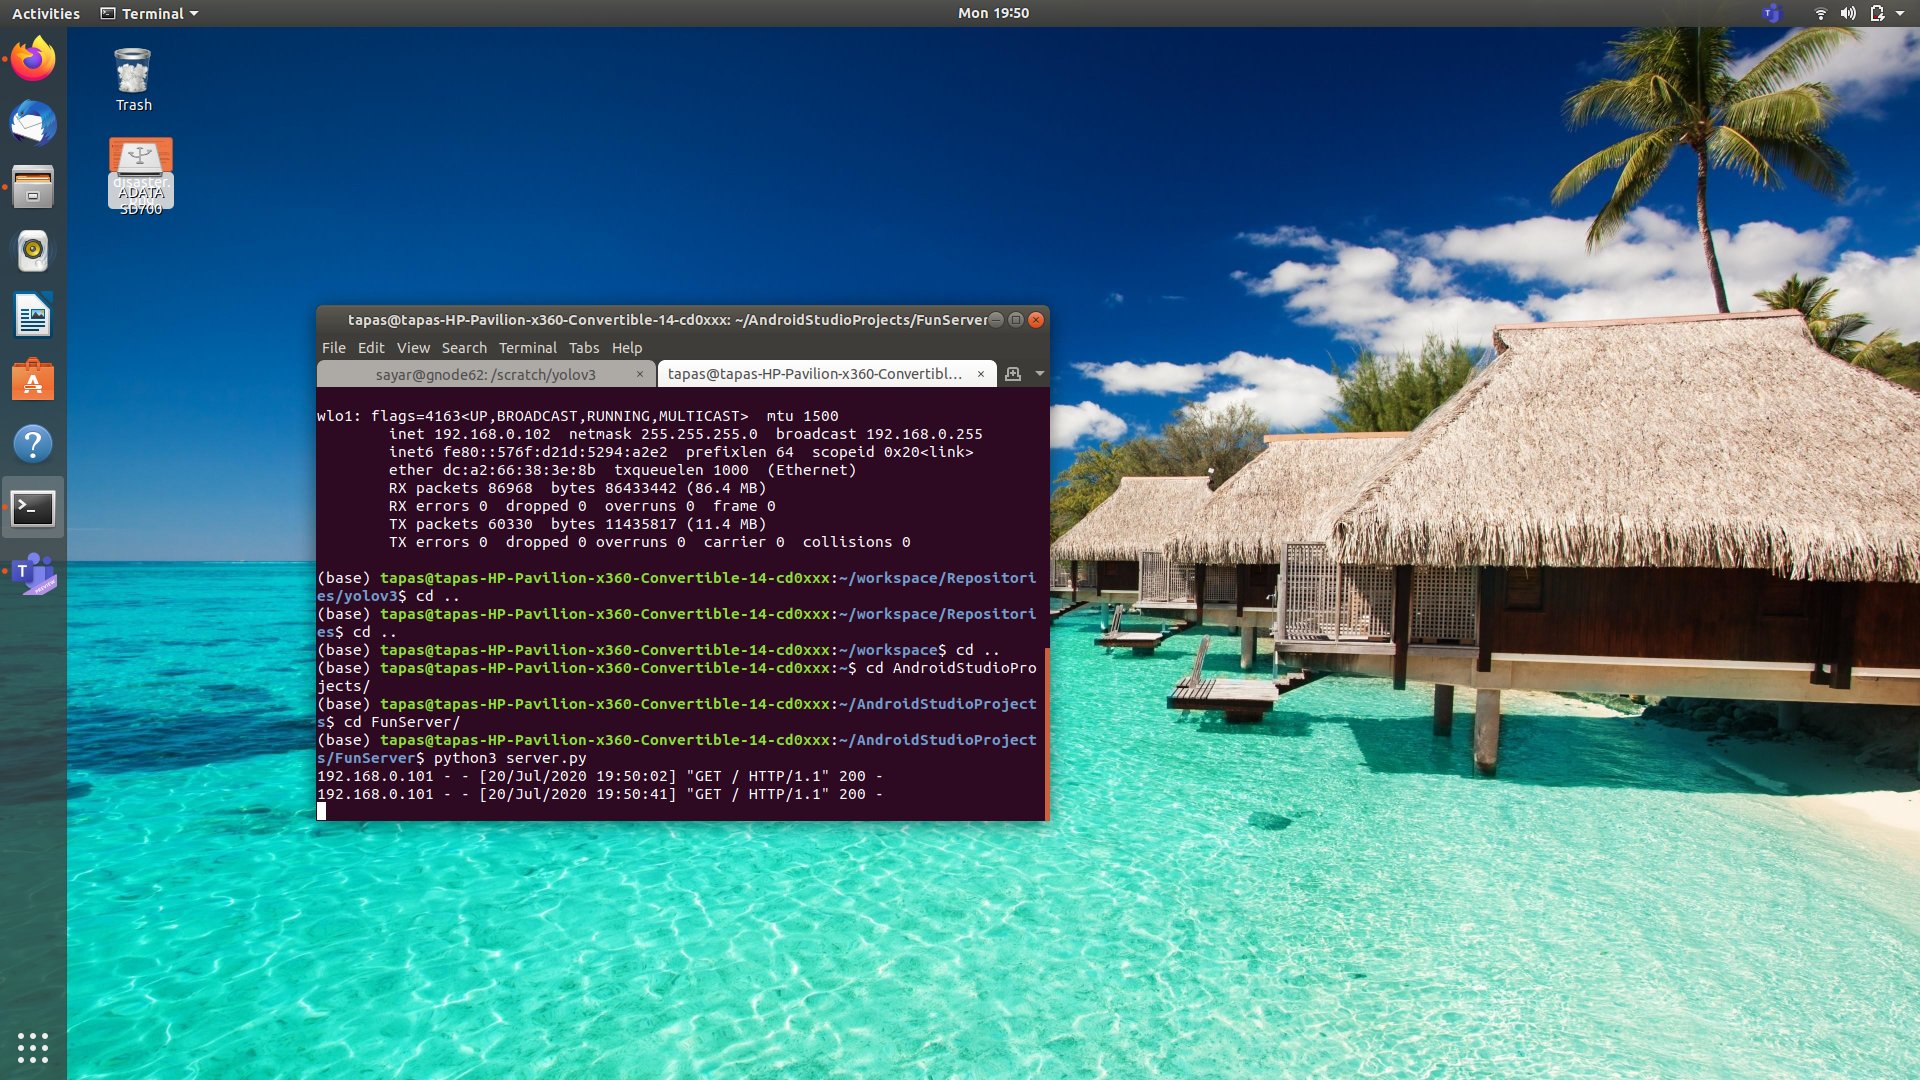 Activities
Terminal
Mon 19:50
Trash
ADATA
SD700
tapas@tapas-HP-Pavilion-x360-Convertible-14-cd0xxx: ~/AndroidStudioProjects/FunServer
File Edit View Search Terminal Tabs Help
sayar@gnode62: /scratch/yolov3
tapas@tapas-HP-Pavilion-x360-Convertibl...
wlo1: flags=4163<UP,BROADCAST,RUNNING,MULTICAST>  mtu 1500
inet 192.168.0.102  netmask 255.255.255.0  broadcast 192.168.0.255
inet6 fe80::576f:d21d:5294:a2e2  prefixlen 64  scopeid 0x20<link>
ether dc:a2:66:38:3e:8b  txqueuelen 1000  (Ethernet)
RX packets 86968  bytes 86433442 (86.4 MB)
RX errors 0  dropped 0  overruns 0  frame 0
TX packets 60330  bytes 11435817 (11.4 MB)
TX errors 0  dropped 0 overruns 0  carrier 0  collisions 0
(base) tapas@tapas-HP-Pavilion-x360-Convertible-14-cd0xxx:~/workspace/Repositori
es/yolov3$ cd ..
(base) tapas@tapas-HP-Pavilion-x360-Convertible-14-cd0xxx:~/workspace/Repositori
es$ cd ..
(base) tapas@tapas-HP-Pavilion-x360-Convertible-14-cd0xxx:~/workspace$ cd ..
(base) tapas@tapas-HP-Pavilion-x360-Convertible-14-cd0xxx:~$ cd AndroidStudioPro
jects/
(base) tapas@tapas-HP-Pavilion-x360-Convertible-14-cd0xxx:~/AndroidStudioProject
s$ cd FunServer/
(base) tapas@tapas-HP-Pavilion-x360-Convertible-14-cd0xxx:~/AndroidStudioProject
s/FunServer$ python3 server.py
192.168.0.101 - - [20/Jul/2020 19:50:02] "GET / HTTP/1.1" 200 -
192.168.0.101 - - [20/Jul/2020 19:50:41] "GET / HTTP/1.1" 200 -